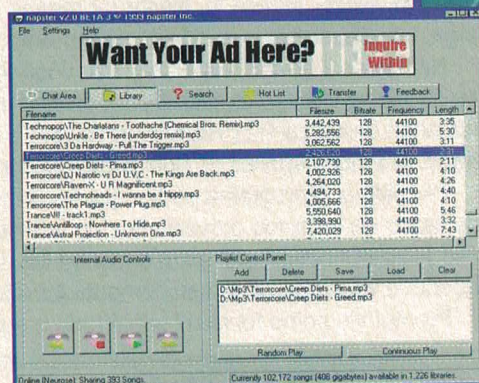 napster v2.0 BETA 3 © 1999 napster inc.
File Settings Help
Want Your Ad Here?
Inquire
Within
Chat Area Library Search Hot List Transfer Feedback
Filename Filesize Bitrate Frequency Length
Technopop\The Charlatans - Toothache (Chemical Bros. Remix).mp3 3,442,439 128 44100 3:35
Technopop\Unkle - Be There (underdog remix).mp3 5,282,556 128 44100 5:30
Terrorcore\3 Da Hardway - Pull The Trigger.mp3 3,062,562 128 44100 3:11
Terrorcore\Creep Diets - Greed.mp3 128 44100
Terrorcore\Creep Diets - Pima.mp3 2,107,730 128 44100 2:11
Terrorcore\DJ Narotic vs DJ U.V.C - The Kings Are Back.mp3 4,002,926 128 44100 4:10
Terrorcore\Raven-X - U R Magnificent.mp3 4,264,020 128 44100 4:26
Terrorcore\Technoheads - I wanna be a hippy.mp3 4,494,733 128 44100 4:40
Terrorcore\The Plague - Power Plug.mp3 4,005,666 128 44100 4:10
Trance\III - track1.mp3 5,550,640 128 44100 5:46
Trance\Antiloop - Nowhere To Hide.mp3 3,398,990 128 44100 3:32
Trance\Astral Projection - Unknown One.mp3 7,420,029 128 44100 7:43
Internal Audio Controls
Playlist Control Panel
Add Delete Save Load Clear
D:\Mp3\Terrorcore\Creep Diets - Pima.mp3
D:\Mp3\Terrorcore\Creep Diets - Greed.mp3
Random Play Continuous Play
Online (Neurose): Sharing 393 Songs.
Currently 102,172 songs (408 gigabytes) available in 1,226 libraries.